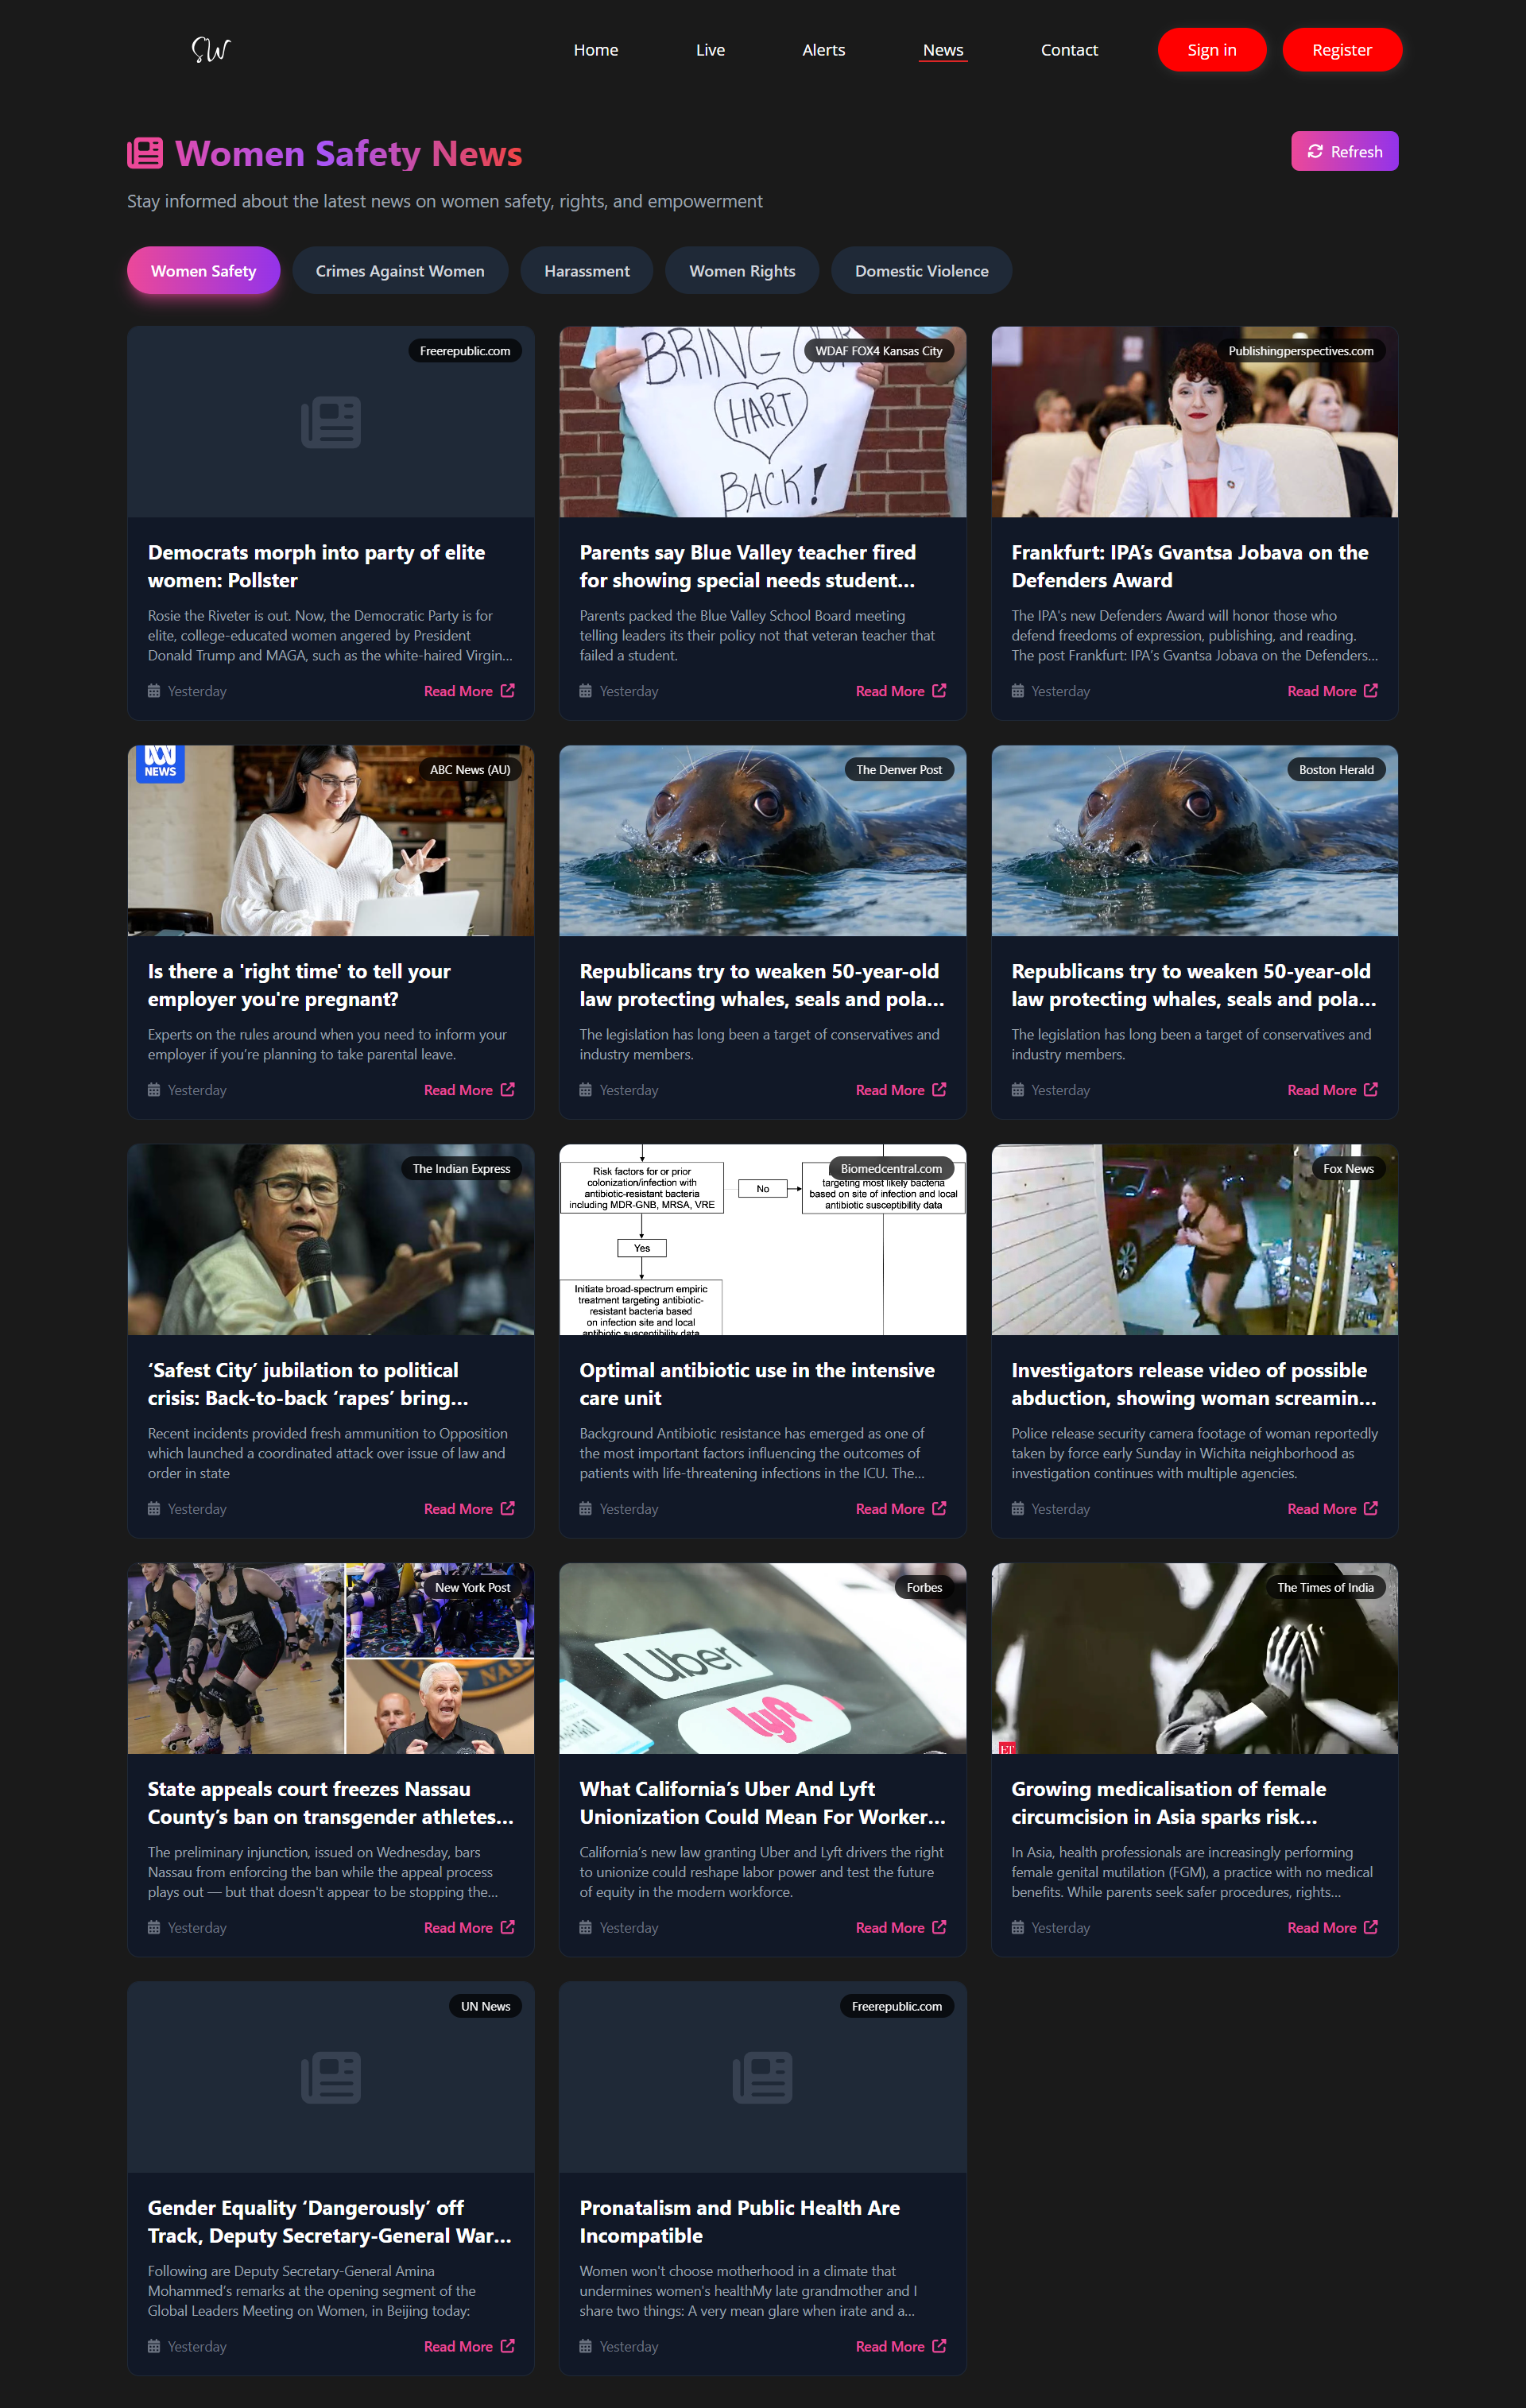 SW
Home
Live
Alerts
News
Contact
Sign in
Register
Women Safety News
Refresh
Stay informed about the latest news on women safety, rights, and empowerment
Women Safety
Crimes Against Women
Harassment
Women Rights
Domestic Violence
Freerepublic.com
Democrats morph into party of elite
women: Pollster
Rosie the Riveter is out. Now, the Democratic Party is for
elite, college-educated women angered by President
Donald Trump and MAGA, such as the white-haired Virgin...
Yesterday
Read More
BRING OUR
HART
BACK!
WDAF FOX4 Kansas City
Parents say Blue Valley teacher fired
for showing special needs student...
Parents packed the Blue Valley School Board meeting
telling leaders its their policy not that veteran teacher that
failed a student.
Yesterday
Read More
Publishingperspectives.com
Frankfurt: IPA’s Gvantsa Jobava on the
Defenders Award
The IPA's new Defenders Award will honor those who
defend freedoms of expression, publishing, and reading.
The post Frankfurt: IPA’s Gvantsa Jobava on the Defenders...
Yesterday
Read More
NEWS
ABC News (AU)
Is there a 'right time' to tell your
employer you're pregnant?
Experts on the rules around when you need to inform your
employer if you’re planning to take parental leave.
Yesterday
Read More
The Denver Post
Republicans try to weaken 50-year-old
law protecting whales, seals and pola...
The legislation has long been a target of conservatives and
industry members.
Yesterday
Read More
Boston Herald
Republicans try to weaken 50-year-old
law protecting whales, seals and pola...
The legislation has long been a target of conservatives and
industry members.
Yesterday
Read More
The Indian Express
‘Safest City’ jubilation to political
crisis: Back-to-back ‘rapes’ bring...
Recent incidents provided fresh ammunition to Opposition
which launched a coordinated attack over issue of law and
order in state
Yesterday
Read More
Biomedcentral.com
Risk factors for or prior
colonization/infection with
antibiotic-resistant bacteria
including MDR-GNB, MRSA, VRE
No
targeting most likely bacteria
based on site of infection and local
antibiotic susceptibility data
Yes
Initiate broad-spectrum empiric
treatment targeting antibiotic-
resistant bacteria based
on infection site and local
antibiotic susceptibility data
Optimal antibiotic use in the intensive
care unit
Background Antibiotic resistance has emerged as one of
the most important factors influencing the outcomes of
patients with life-threatening infections in the ICU. The...
Yesterday
Read More
Fox News
Investigators release video of possible
abduction, showing woman screamin...
Police release security camera footage of woman reportedly
taken by force early Sunday in Wichita neighborhood as
investigation continues with multiple agencies.
Yesterday
Read More
New York Post
State appeals court freezes Nassau
County’s ban on transgender athletes...
The preliminary injunction, issued on Wednesday, bars
Nassau from enforcing the ban while the appeal process
plays out — but that doesn't appear to be stopping the...
Yesterday
Read More
Uber
lyft
Forbes
What California’s Uber And Lyft
Unionization Could Mean For Worker...
California’s new law granting Uber and Lyft drivers the right
to unionize could reshape labor power and test the future
of equity in the modern workforce.
Yesterday
Read More
The Times of India
ET
Growing medicalisation of female
circumcision in Asia sparks risk...
In Asia, health professionals are increasingly performing
female genital mutilation (FGM), a practice with no medical
benefits. While parents seek safer procedures, rights...
Yesterday
Read More
UN News
Gender Equality ‘Dangerously’ off
Track, Deputy Secretary-General War...
Following are Deputy Secretary-General Amina
Mohammed’s remarks at the opening segment of the
Global Leaders Meeting on Women, in Beijing today:
Yesterday
Read More
Freerepublic.com
Pronatalism and Public Health Are
Incompatible
Women won't choose motherhood in a climate that
undermines women's healthMy late grandmother and I
share two things: A very mean glare when irate and a...
Yesterday
Read More